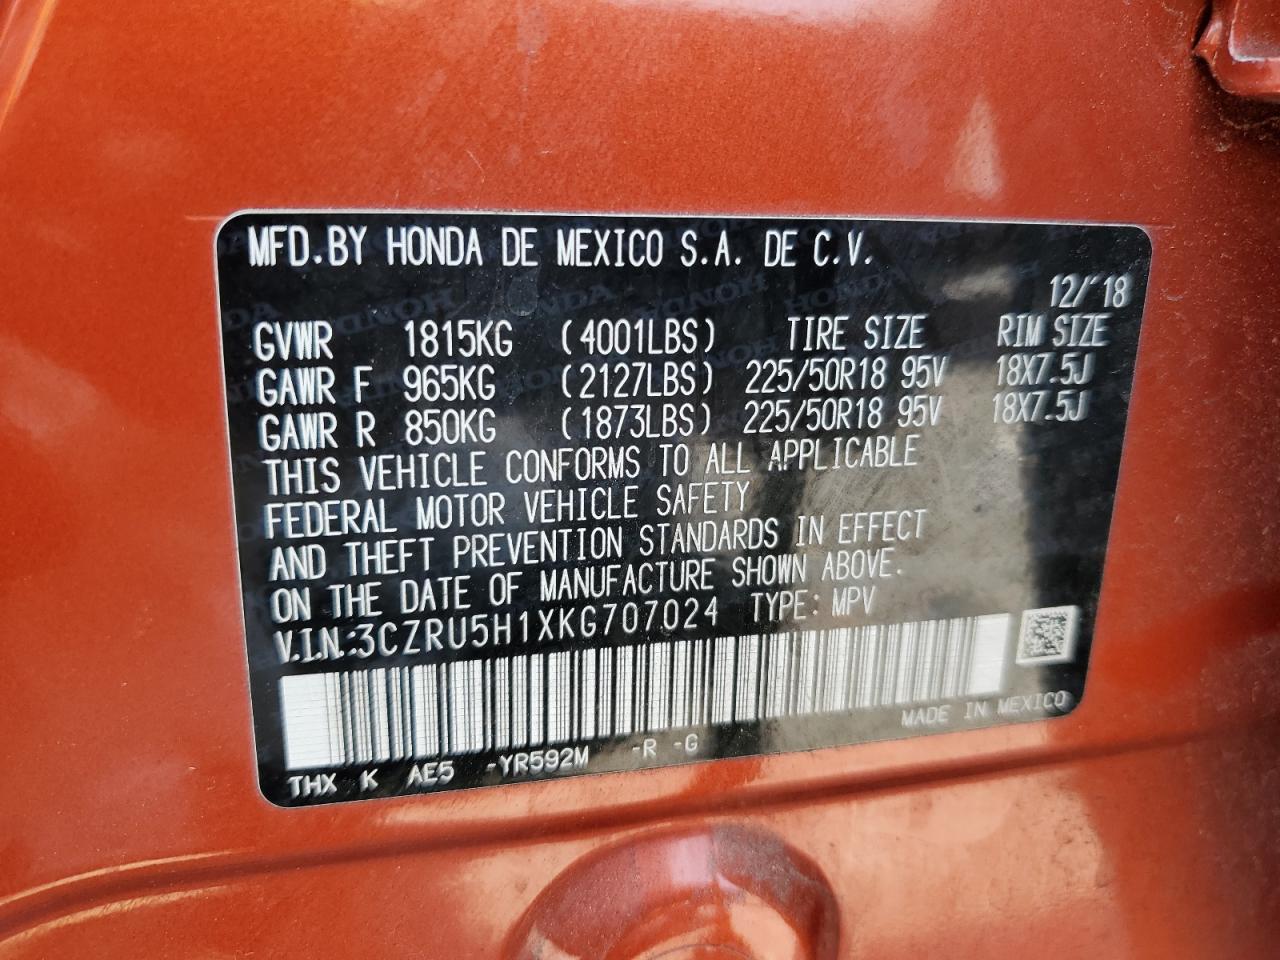 MFD.BY HONDA DE MEXICO S.A. DE C.V.
12/'18
GVWR 1815KG (4001LBS) TIRE SIZE RIM SIZE
GAWR F 965KG (2127LBS) 225/50R18 95V 18X7.5J
GAWR R 850KG (1873LBS) 225/50R18 95V 18X7.5J
THIS VEHICLE CONFORMS TO ALL APPLICABLE
FEDERAL MOTOR VEHICLE SAFETY
AND THEFT PREVENTION STANDARDS IN EFFECT
ON THE DATE OF MANUFACTURE SHOWN ABOVE.
V.I.N.:3CZRU5H1XKG707024 TYPE: MPV
MADE IN MEXICO
THX K AE5 -YR592M -R -G